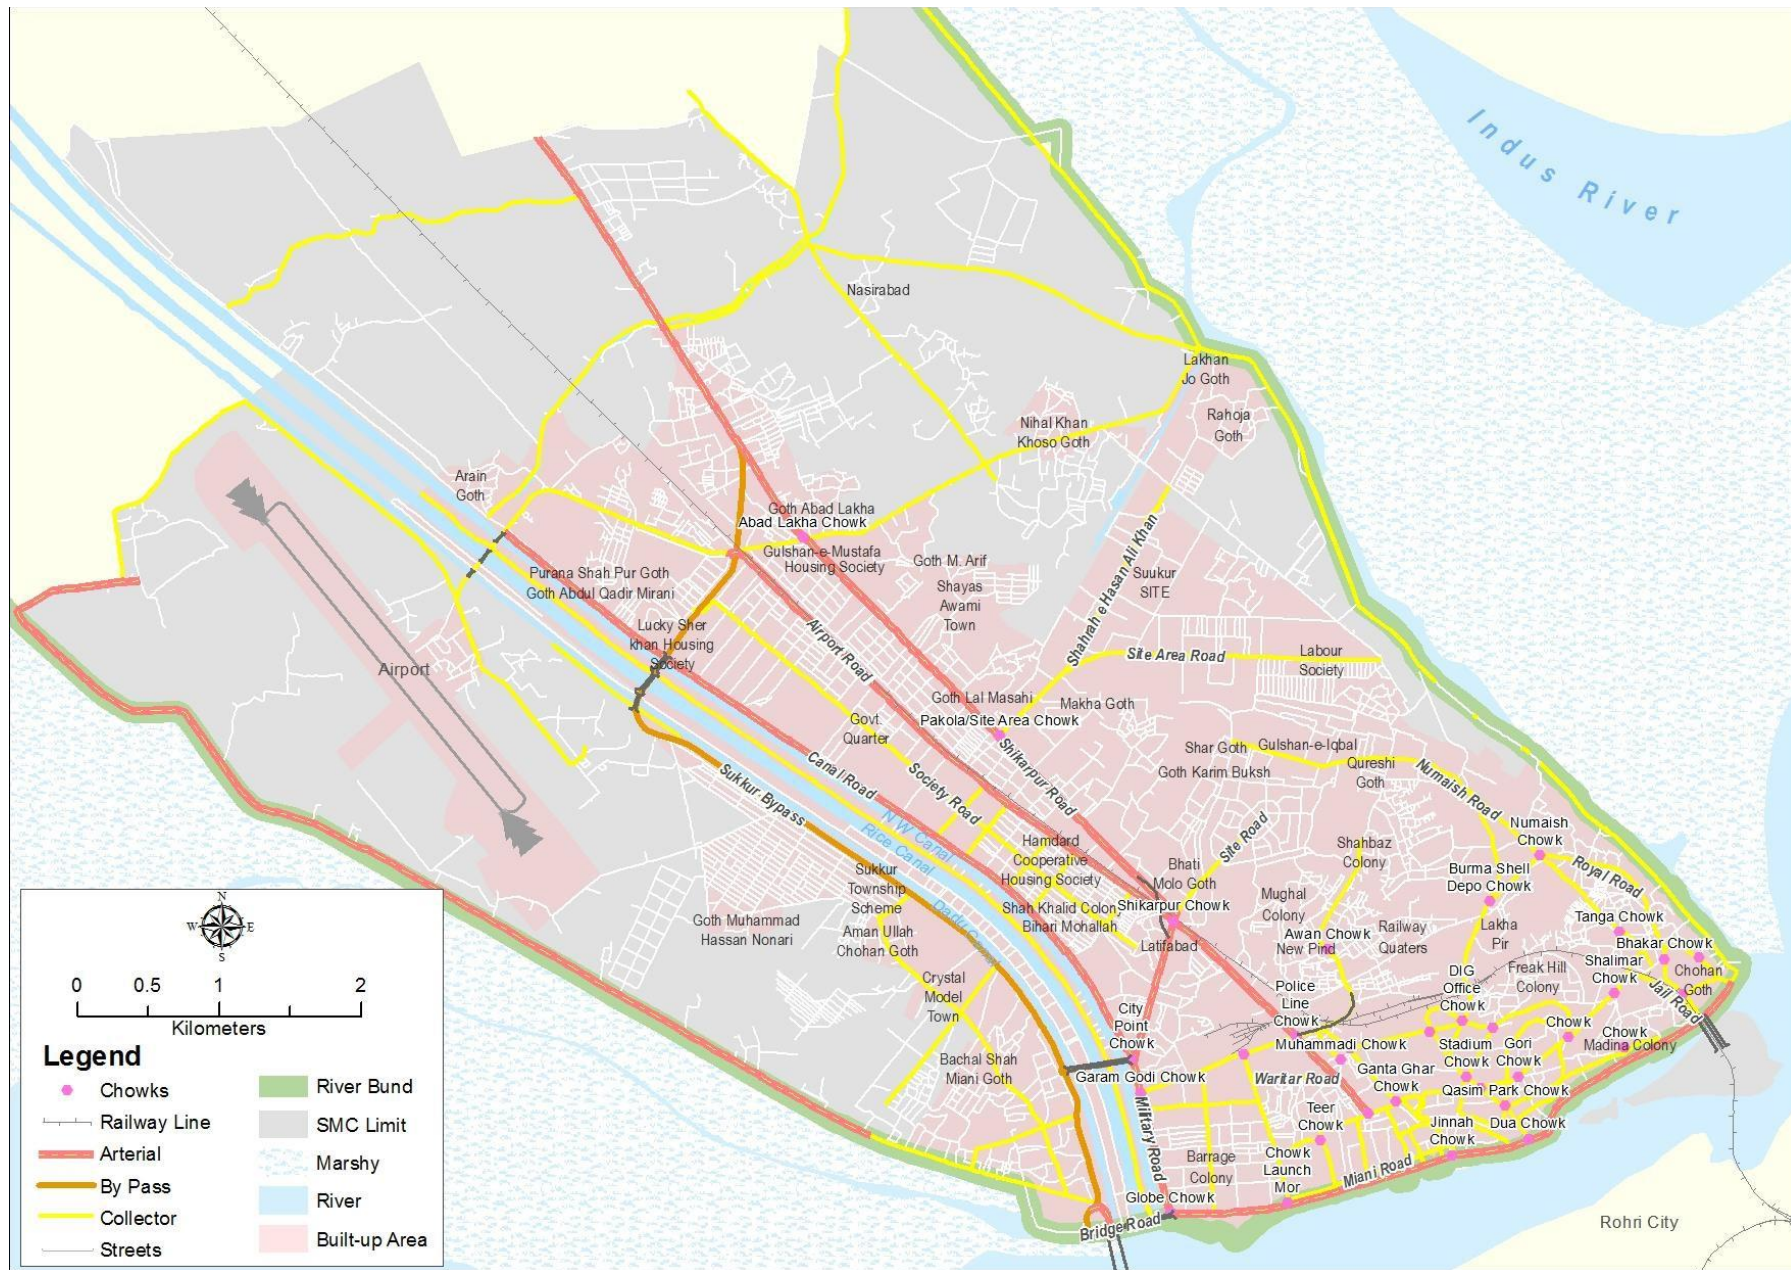 Indus River
Nasirabad
Lakhan
Jo Goth
Rahoja
Goth
Nihal Khan
Khoso Goth
Arain
Goth
Goth Abad Lakha
Abad Lakha Chowk
Gulshan-e-Mustafa
Housing Society
Goth M. Arif
Shayas
Awami
Town
Suukur
SITE
Shahrah e Hasan Ali Khan
Purana Shah Pur Goth
Goth Abdul Qadir Mirani
Lucky Sher
khan Housing
Society
Airport Road
Site Area Road
Labour
Society
Airport
Goth Lal Masahi
Makha Goth
Pakola/Site Area Chowk
Govt.
Quarter
Shikarpur Road
Shar Goth
Gulshan-e-Iqbal
Goth Karim Buksh
Qureshi
Goth
Numaish Road
Canal Road
Society Road
Sukkur Bypass
NW Canal
Rice Canal
Dadu Canal
Hamdard
Cooperative
Housing Society
Site Road
Shahbaz
Colony
Numaish
Chowk
Royal Road
Burma Shell
Depo Chowk
Bhati
Molo Goth
Sukkur
Township
Scheme
Mughal
Colony
Shah Khalid Colon
Bihari Mohallah
Shikarpur Chowk
Latifabad
Awan Chowk
New Pind
Railway
Quaters
Lakha
Pir
Tanga Chowk
Bhakar Chowk
Shalimar
Chowk
Chohan
Goth
Goth Muhammad
Hassan Nonari
Aman Ullah
Chohan Goth
Freak Hill
Colony
DIG
Office
Chowk
Jail Road
Crystal
Model
Town
Police
Line
Chowk
City
Point
Chowk
Muhammadi Chowk
Stadium
Chowk
Gori
Chowk
Chowk
Chowk
Madina Colony
Bachal Shah
Miani Goth
Garam Godi Chowk
Waritar Road
Ganta Ghar
Chowk
Qasim Park Chowk
Military Road
Teer
Chowk
Jinnah
Chowk
Dua Chowk
Barrage
Colony
Chowk
Launch
Mor
Miani Road
Globe Chowk
Bridge Road
Rohri City
N
W
E
S
0 0.5 1 2
Kilometers
Legend
Chowks
Railway Line
Arterial
By Pass
Collector
Streets
River Bund
SMC Limit
Marshy
River
Built-up Area